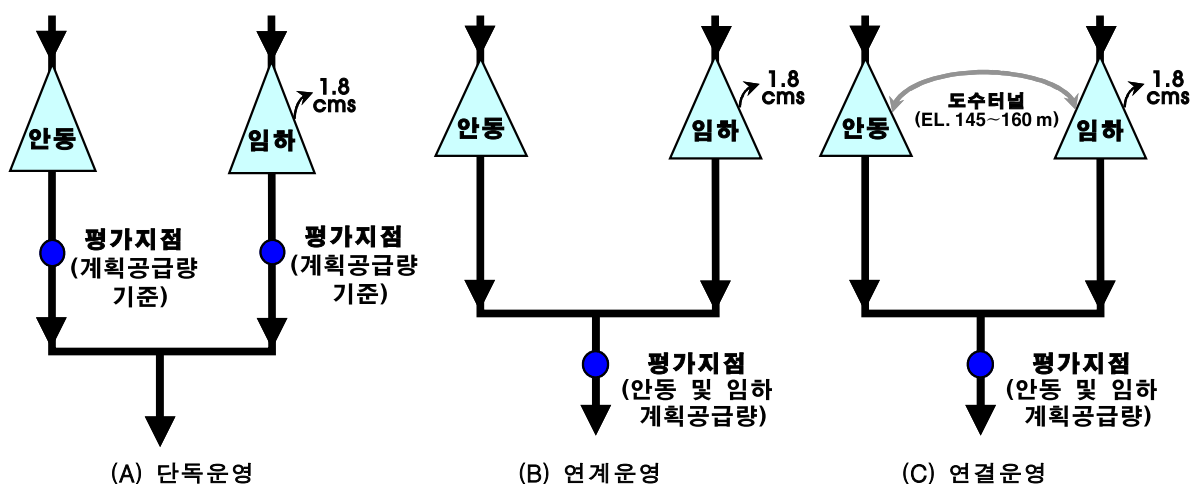 안동
임하
1.8
cms
평가지점
(계획공급량
기준)
평가지점
(계획공급량
기준)
(A) 단독운영
안동
임하
1.8
cms
평가지점
(안동 및 임하
계획공급량)
(B) 연계운영
안동
임하
도수터널
(EL. 145~160 m)
1.8
cms
평가지점
(안동 및 임하
계획공급량)
(C) 연결운영